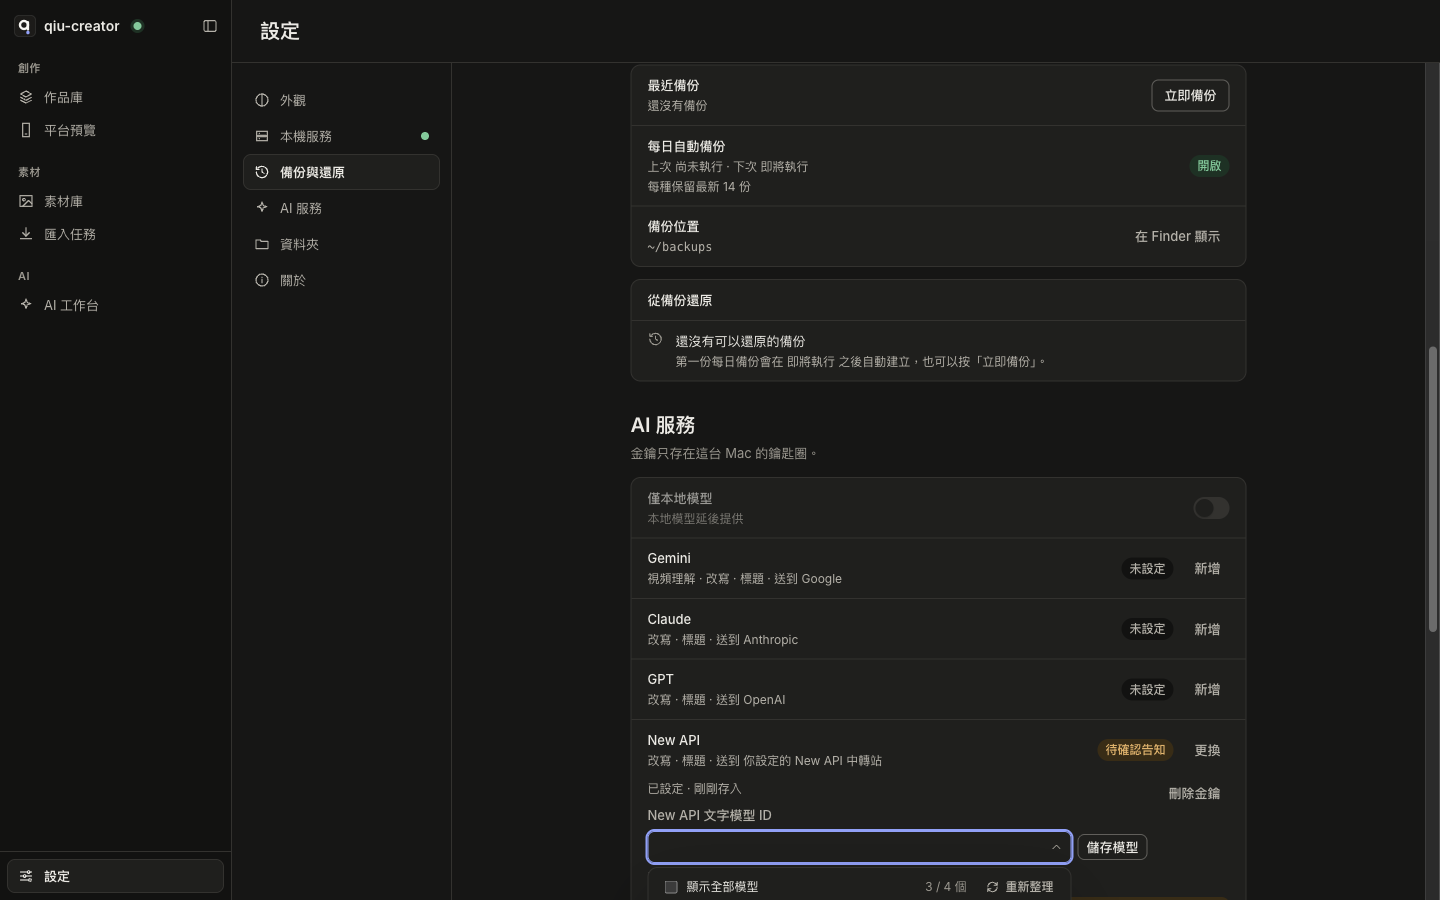 qiu-creator
設定
創作
作品庫
平台預覽
素材
素材庫
匯入任務
AI
AI 工作台
設定
外觀
本機服務
備份與還原
AI 服務
資料夾
關於
最近備份
還沒有備份
立即備份
每日自動備份
上次 尚未執行 · 下次 即將執行
每種保留最新 14 份
開啟
備份位置
~/backups
在 Finder 顯示
從備份還原
還沒有可以還原的備份
第一份每日備份會在 即將執行 之後自動建立，也可以按「立即備份」。
AI 服務
金鑰只存在這台 Mac 的鑰匙圈。
僅本地模型
本地模型延後提供
Gemini
視頻理解 · 改寫 · 標題 · 送到 Google
未設定
新增
Claude
改寫 · 標題 · 送到 Anthropic
未設定
新增
GPT
改寫 · 標題 · 送到 OpenAI
未設定
新增
New API
改寫 · 標題 · 送到 你設定的 New API 中轉站
待確認告知
更換
已設定 · 剛剛存入
刪除金鑰
New API 文字模型 ID
儲存模型
顯示全部模型
3 / 4 個
重新整理